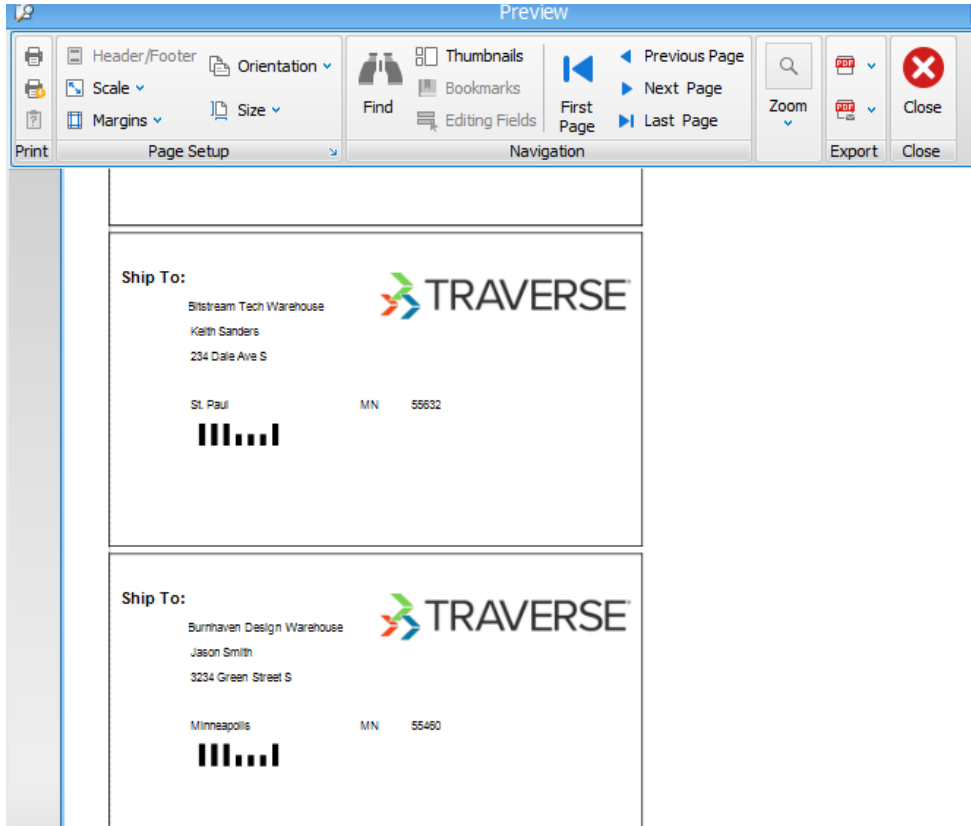 Preview
Header/Footer
Orientation
Scale
Size
Margins
Print
Page Setup
Find
Thumbnails
Bookmarks
Editing Fields
First Page
Previous Page
Next Page
Last Page
Navigation
Zoom
PDF
PDF
Export
Close
Close
Ship To:
TRAVERSE
Bitstream Tech Warehouse
Keith Sanders
234 Dale Ave S
St. Paul MN 55632
Ship To:
TRAVERSE
Burnhaven Design Warehouse
Jason Smith
3234 Green Street S
Minneapolis MN 55460